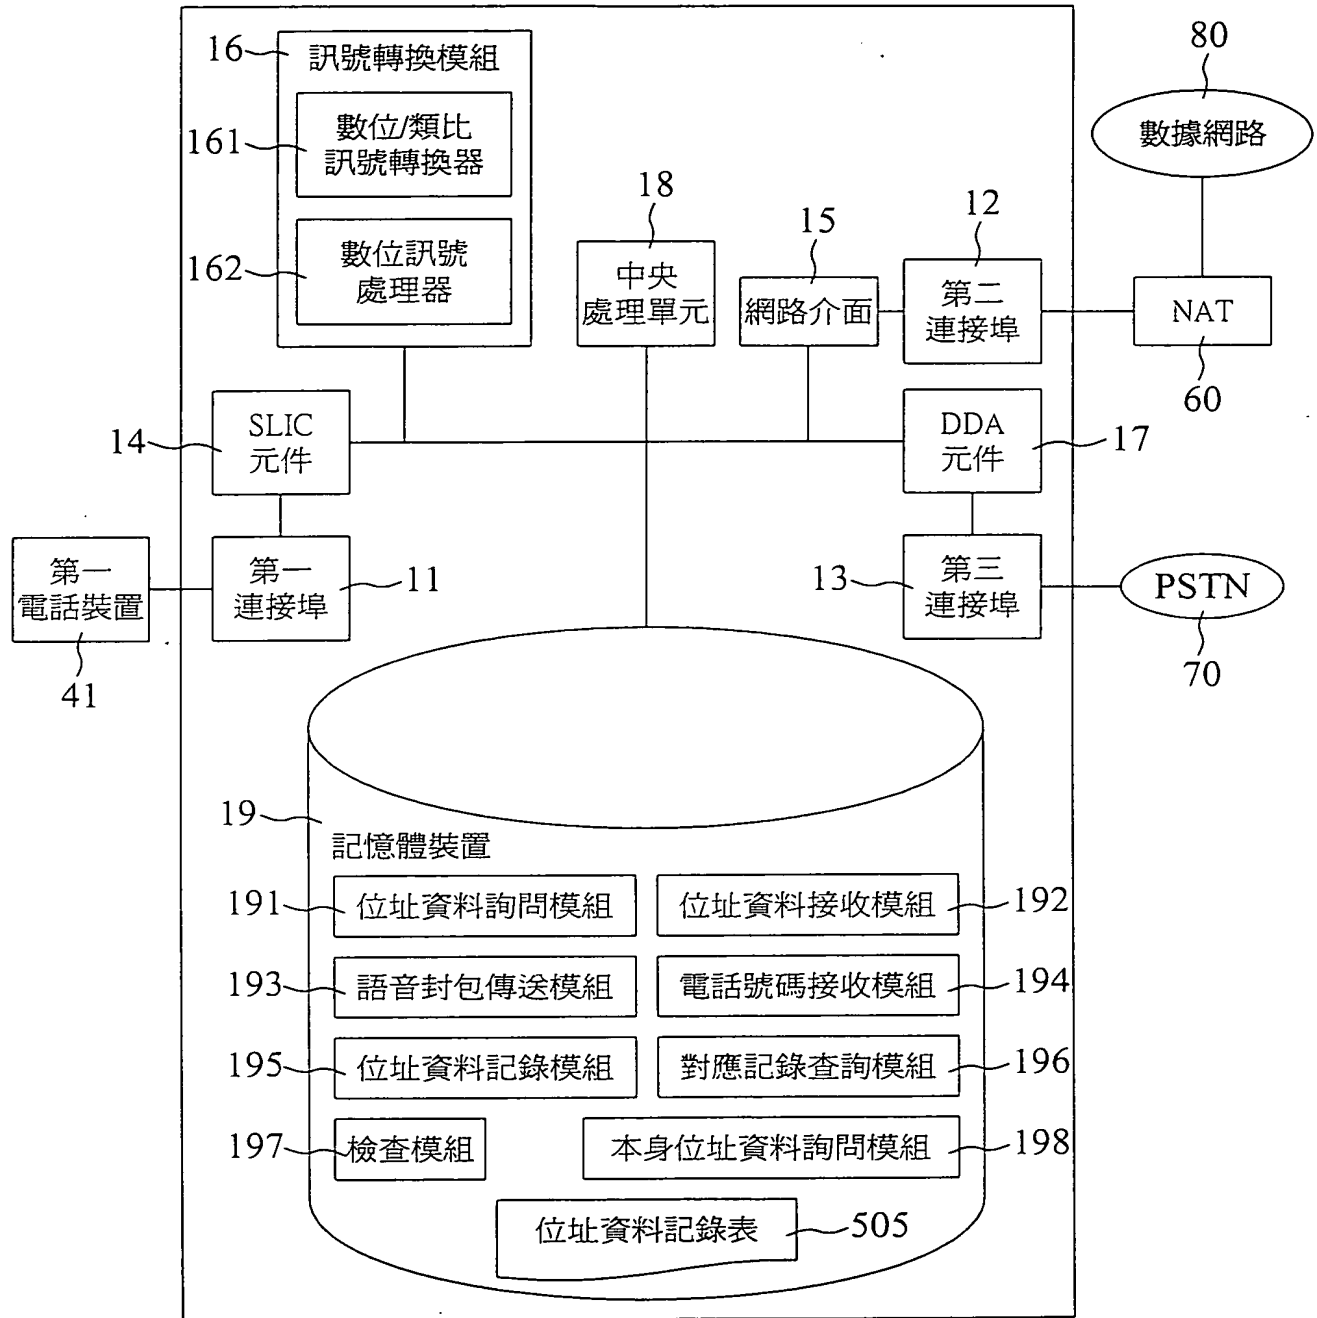 16
訊號轉換模組
161
數位/類比
訊號轉換器
162
數位訊號
處理器
18
中央
處理單元
15
網路介面
12
第二
連接埠
80
數據網路
NAT
60
14
SLIC
元件
DDA
元件
17
第一
電話裝置
41
第一
連接埠
11
13
第三
連接埠
PSTN
70
19
記憶體裝置
191
位址資料詢問模組
位址資料接收模組
192
193
語音封包傳送模組
電話號碼接收模組
194
195
位址資料記錄模組
對應記錄查詢模組
196
197
檢查模組
本身位址資料詢問模組
198
位址資料記錄表
505